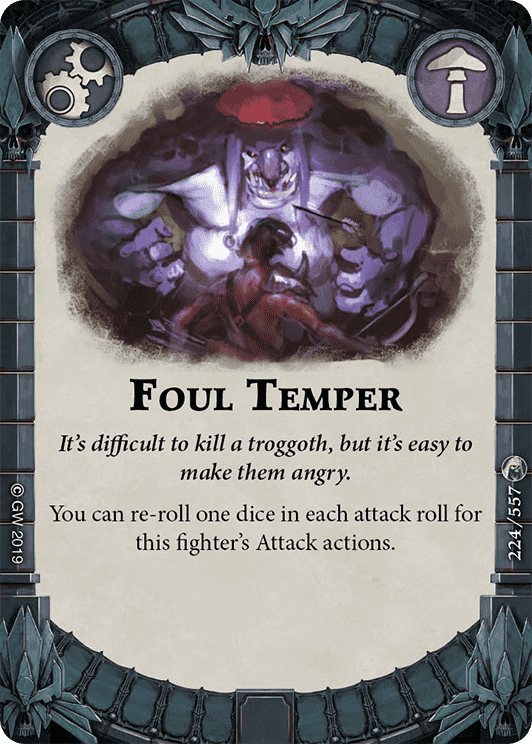 FOUL TEMPER
It's difficult to kill a troggoth, but it's easy to
make them angry.
You can re-roll one dice in each attack roll for
this fighter's Attack actions.
© GW 2019
224/557